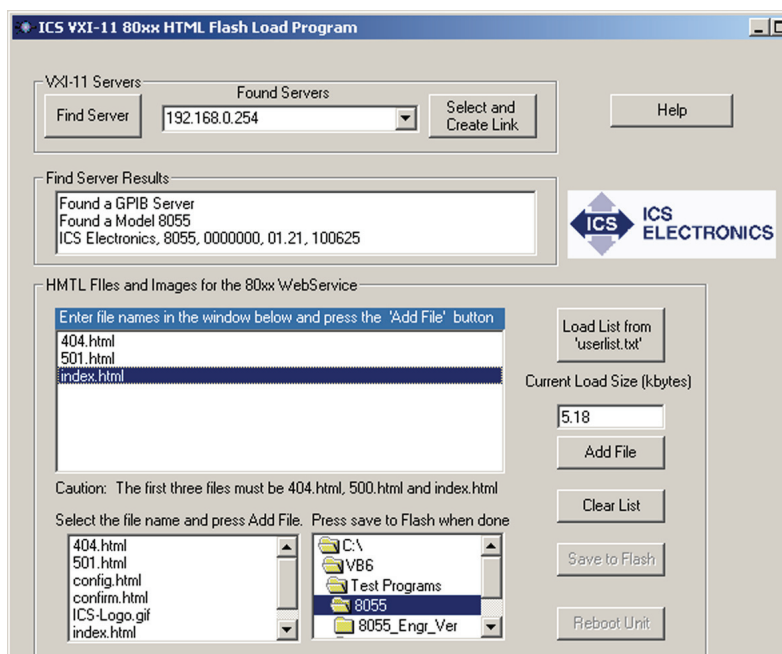 ICS VXI-11 80xx HTML Flash Load Program
VXI-11 Servers
Found Servers
Find Server
192.168.0.254
Select and
Create Link
Help
Find Server Results
Found a GPIB Server
Found a Model 8055
ICS Electronics, 8055, 0000000, 01.21, 100625
ICS
ICS
ELECTRONICS
HMTL FIles and Images for the 80xx WebService
Enter file names in the window below and press the 'Add File' button
404.html
501.html
index.html
Load List from
'userlist.txt'
Current Load Size (kbytes)
5.18
Add File
Caution: The first three files must be 404.html, 500.html and index.html
Clear List
Select the file name and press Add File.
Press save to Flash when done
404.html
501.html
config.html
confirm.html
ICS-Logo.gif
index.html
C:\
VB6
Test Programs
8055
8055_Engr_Ver
Save to Flash
Reboot Unit